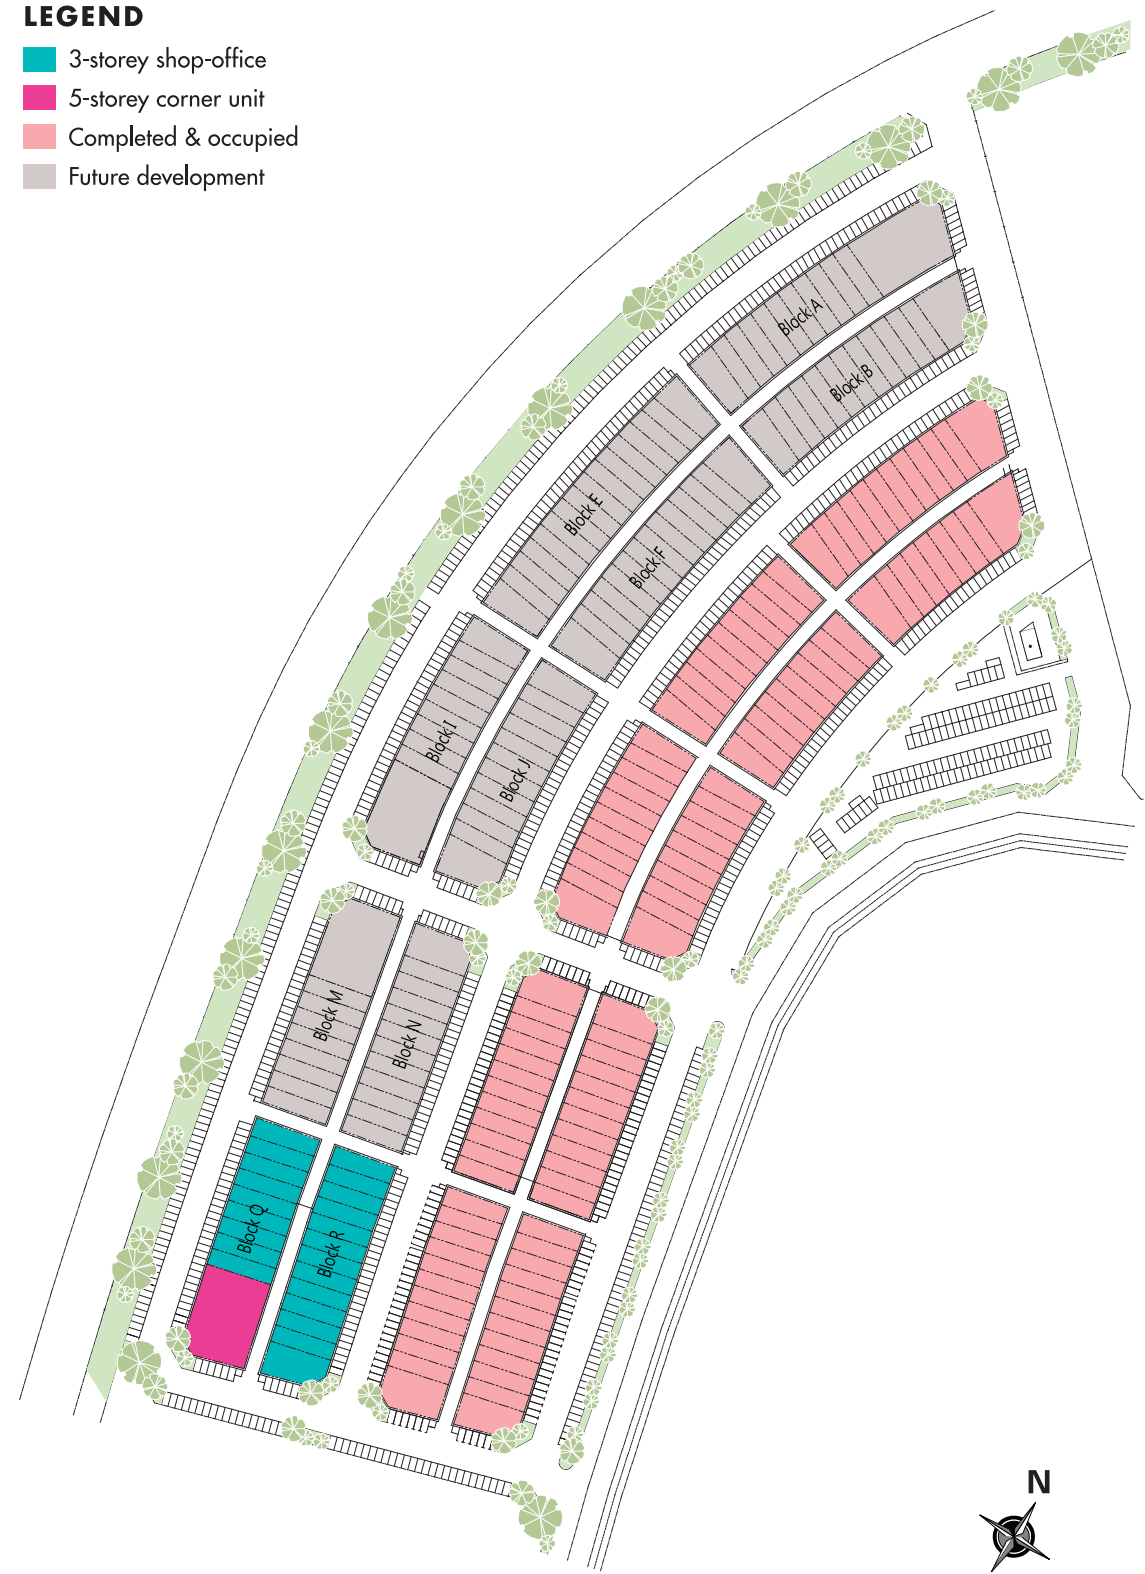 LEGEND
3-storey shop-office
5-storey corner unit
Completed & occupied
Future development
Block A
Block B
Block E
Block F
Block I
Block J
Block M
Block N
Block Q
Block R
N